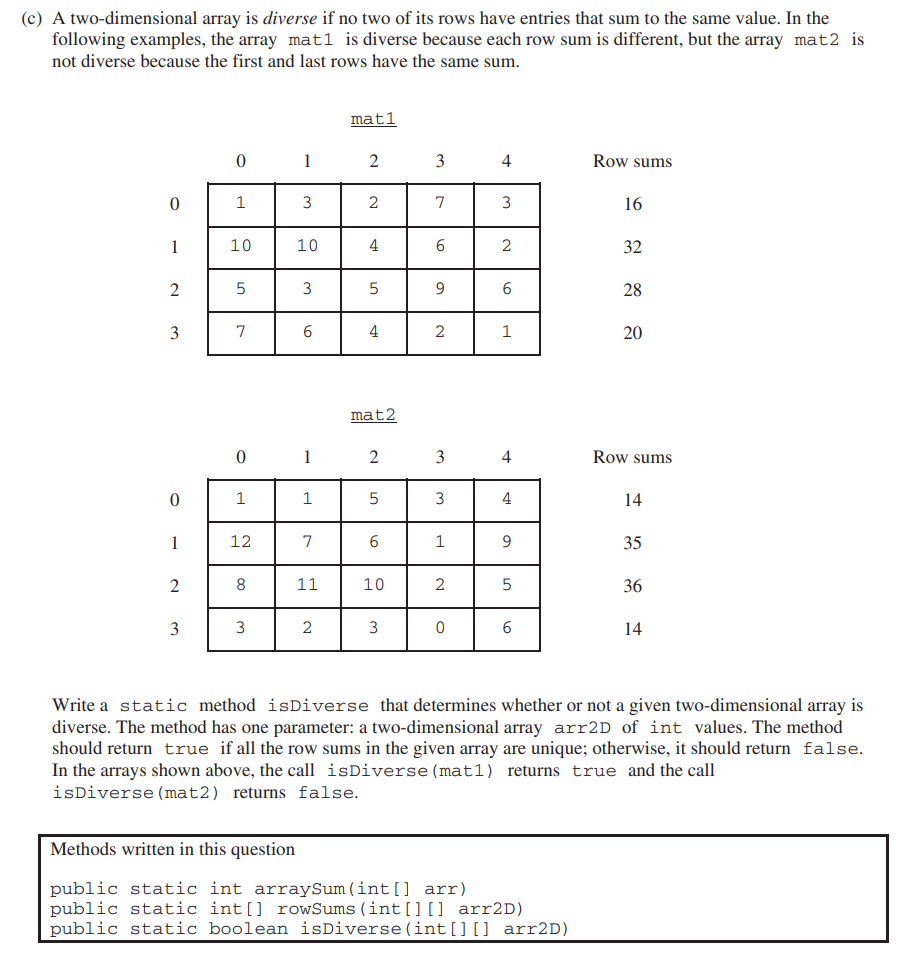 (c) A two-dimensional array is diverse if no two of its rows have entries that sum to the same value. In the
following examples, the array mat1 is diverse because each row sum is different, but the array mat2 is
not diverse because the first and last rows have the same sum.
mat1
0 1 2 3 4 Row sums
0 1 3 2 7 3 16
1 10 10 4 6 2 32
2 5 3 5 9 6 28
3 7 6 4 2 1 20
mat2
0 1 2 3 4 Row sums
0 1 1 5 3 4 14
1 12 7 6 1 9 35
2 8 11 10 2 5 36
3 3 2 3 0 6 14
Write a static method isDiverse that determines whether or not a given two-dimensional array is
diverse. The method has one parameter: a two-dimensional array arr2D of int values. The method
should return true if all the row sums in the given array are unique; otherwise, it should return false.
In the arrays shown above, the call isDiverse(mat1) returns true and the call
isDiverse(mat2) returns false.
Methods written in this question
public static int arraySum(int[] arr)
public static int[] rowSums(int[][] arr2D)
public static boolean isDiverse(int[][] arr2D)